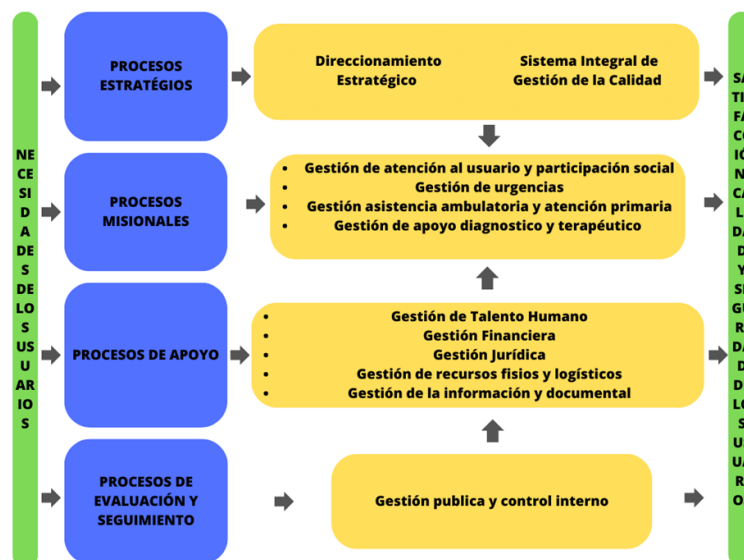 NE
CE
SI
D
A
DE
S
DE
LO
S
US
U
AR
IO
S
PROCESOS
ESTRATÉGIOS
Direccionamiento
Estratégico
Sistema Integral de
Gestión de la Calidad
PROCESOS
MISIONALES
• Gestión de atención al usuario y participación social
• Gestión de urgencias
• Gestión asistencia ambulatoria y atención primaria
• Gestión de apoyo diagnostico y terapéutico
PROCESOS DE APOYO
• Gestión de Talento Humano
• Gestión Financiera
• Gestión Jurídica
• Gestión de recursos fisios y logísticos
• Gestión de la información y documental
PROCESOS DE
EVALUACIÓN Y
SEGUIMIENTO
Gestión publica y control interno
SA
TI
FA
C
IÓ
N
CA
L
DA
D
Y
SE
GU
R
DA
D
DE
LO
S
US
UA
R
O